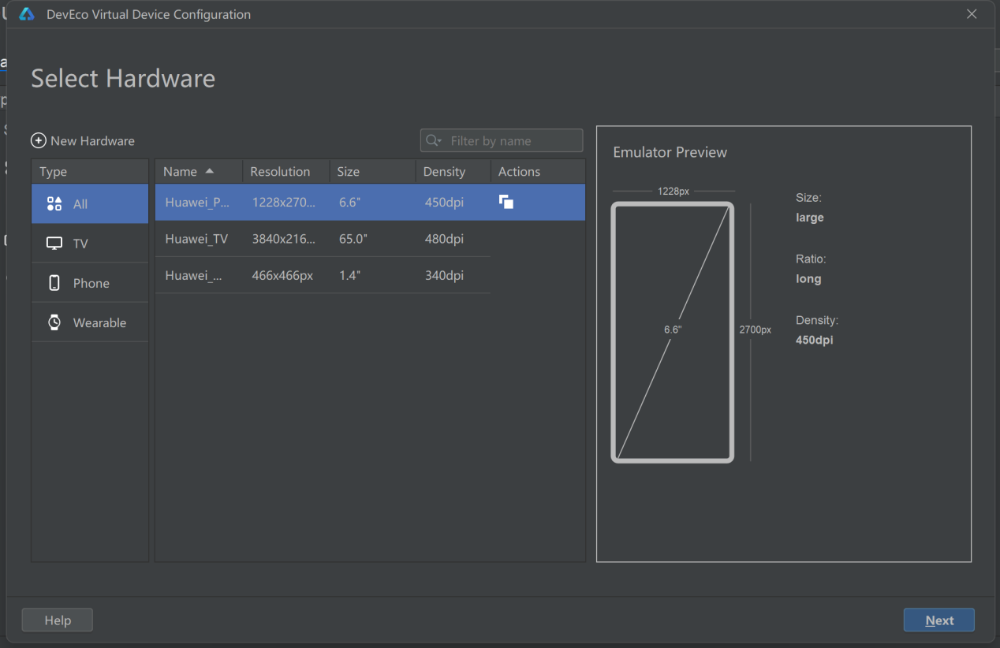 DevEco Virtual Device Configuration
Select Hardware
New Hardware
Filter by name
Type
All
TV
Phone
Wearable
Name Resolution Size Density Actions
Huawei_P... 1228x270... 6.6" 450dpi
Huawei_TV 3840x216... 65.0" 480dpi
Huawei_... 466x466px 1.4" 340dpi
Emulator Preview
1228px
6.6"
2700px
Size:
large
Ratio:
long
Density:
450dpi
Help
Next